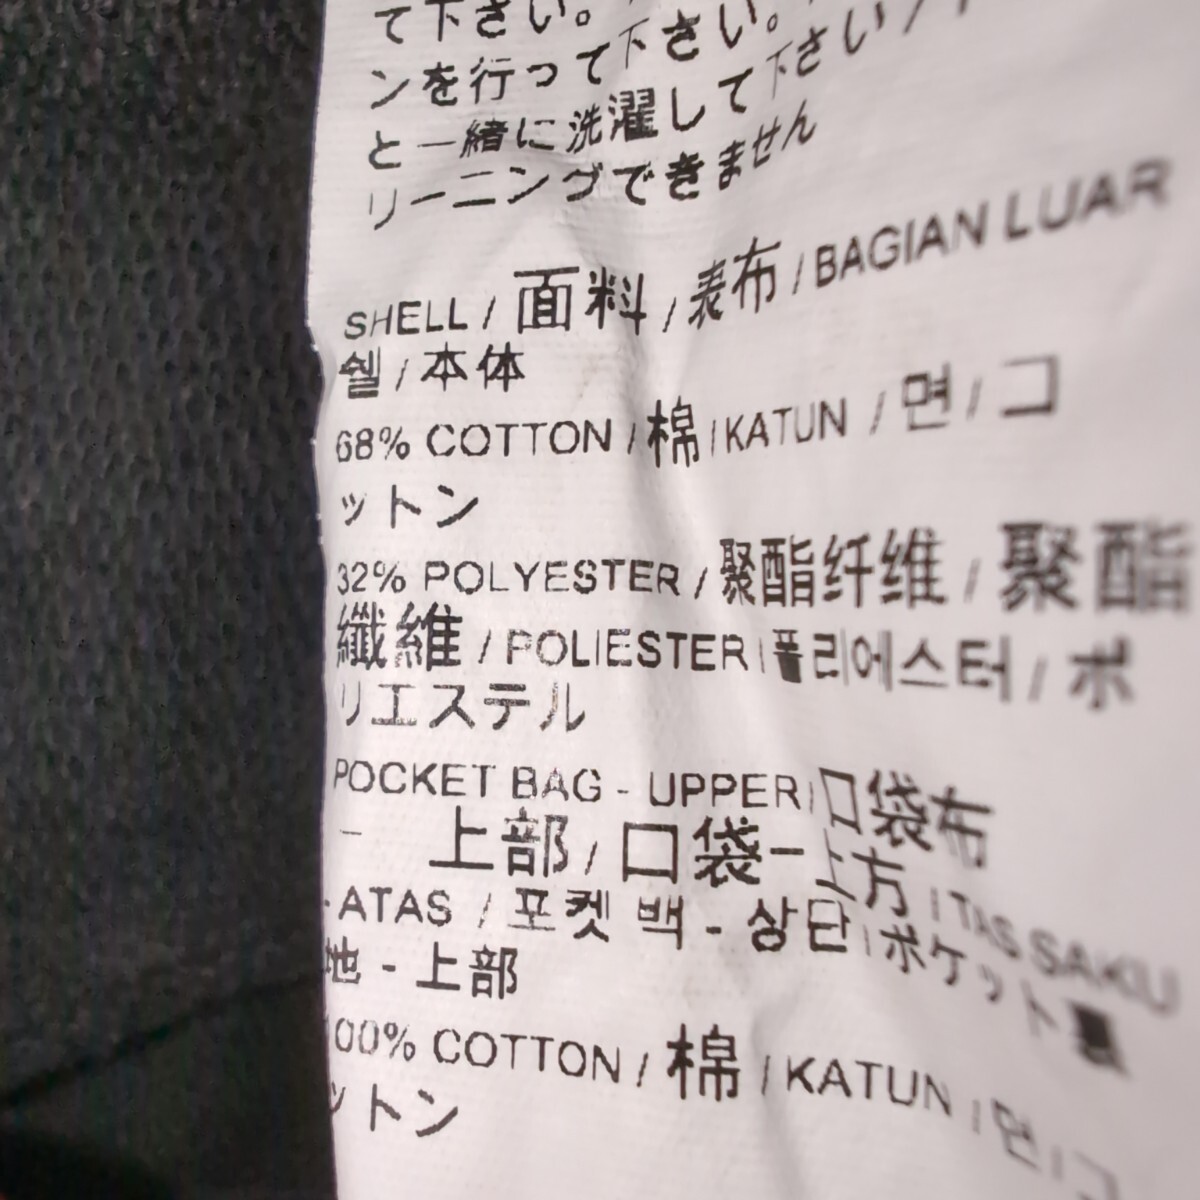 て下さい。
ンを行って下さい。
と一緒に洗濯して下さい/
リーニングできません
SHELL / 面料 / 表布 / BAGIAN LUAR
쉘 / 本体
68% COTTON / 棉 / KATUN / 면 / コ
ットン
32% POLYESTER / 聚酯纤维 / 聚酯
纖維 / POLIESTER / 폴리에스터 / ポ
リエステル
POCKET BAG - UPPER / 口袋布
- 上部 / 口袋-上方 / TAS SAKU
- ATAS / 포켓 백 - 상단 / ポケット裏
地 - 上部
100% COTTON / 棉 / KATUN / 면 / コ
ットン